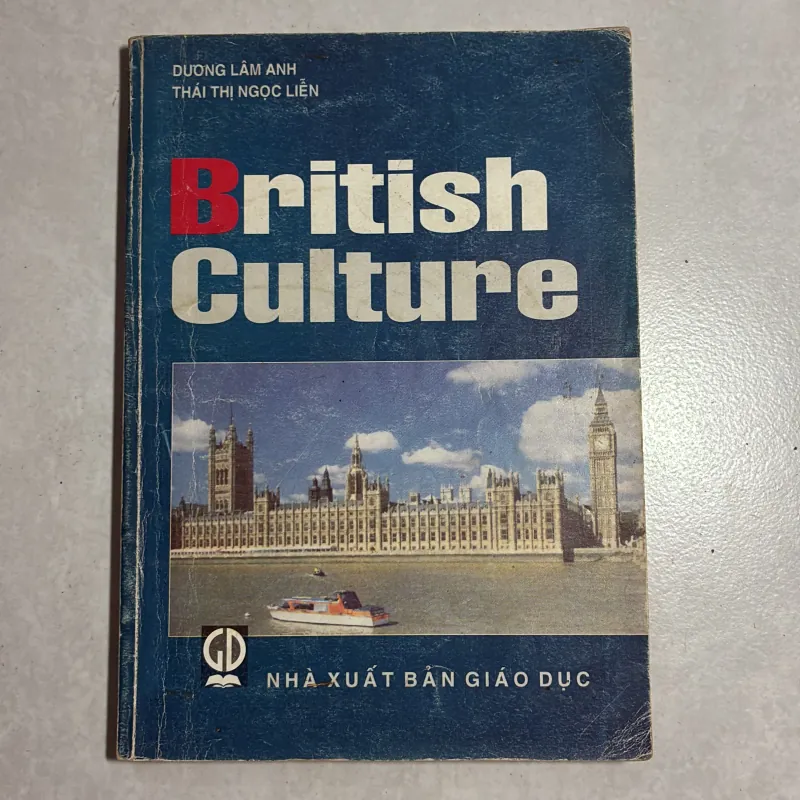 DƯƠNG LÂM ANH
THÁI THỊ NGỌC LIỄN
British
Culture
GD
NHÀ XUẤT BẢN GIÁO DỤC